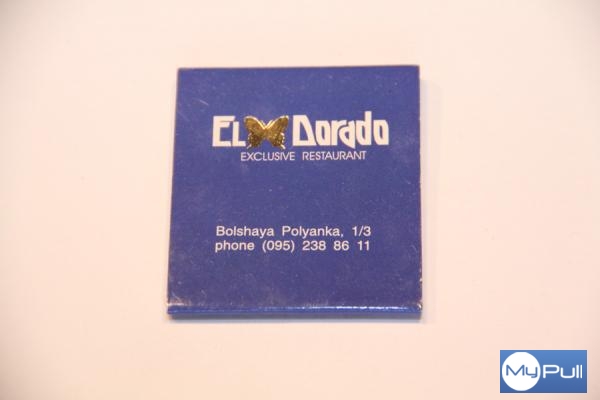 El Dorado
EXCLUSIVE RESTAURANT
Bolshaya Polyanka, 1/3
phone (095) 238 86 11
MyPull